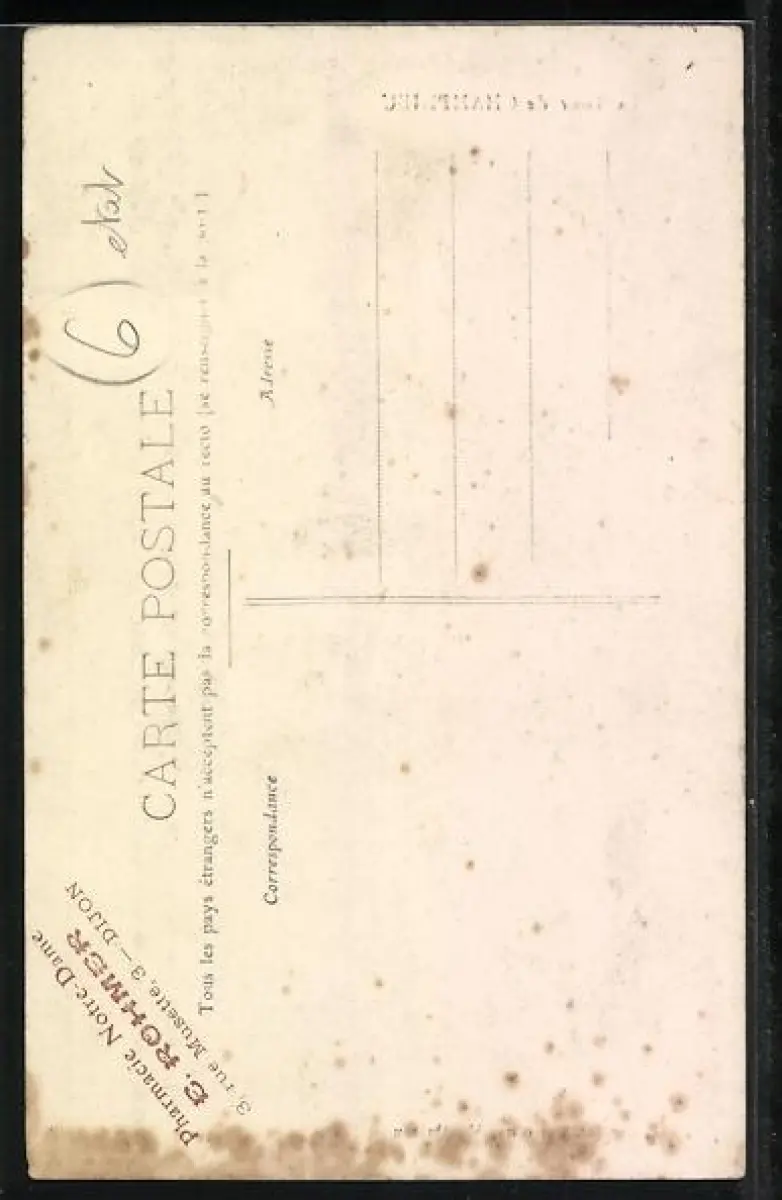 (6) etat
CARTE POSTALE
Tous les pays étrangers n'acceptent pas la correspondance au recto (se renseigner à la
Correspondance
Adresse
Pharmacie Notre-Dame
E. ROHMER
3, rue Musette, 3 — DIJON